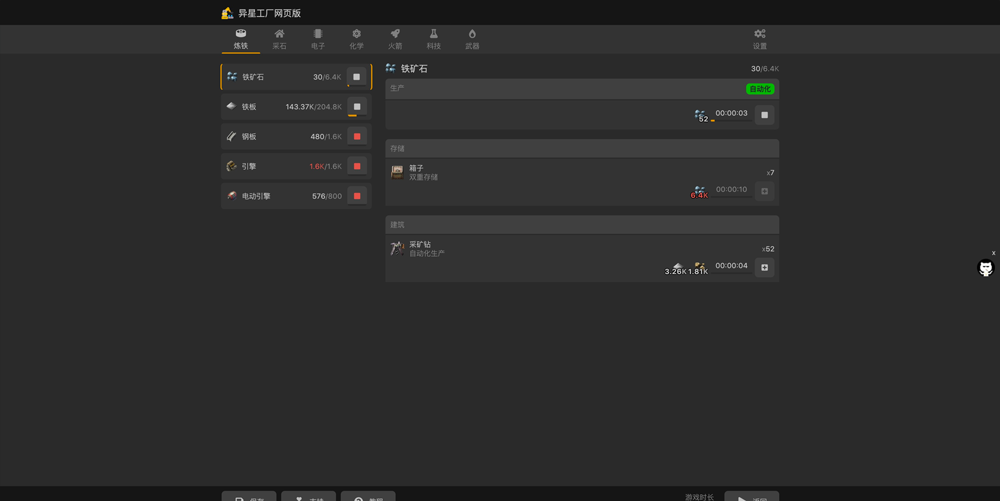 异星工厂网页版
炼铁 采石 电子 化学 火箭 科技 武器 设置
铁矿石 30/6.4K
铁板 143.37K/204.8K
钢板 480/1.6K
引擎 1.6K/1.6K
电动引擎 576/800
铁矿石 30/6.4K
生产 自动化
52 00:00:03
存储
箱子 x7
双重存储
6.4K 00:00:10
建筑
采矿钻 x52
自动化生产
3.26K 1.81K 00:00:04
x
游戏时长